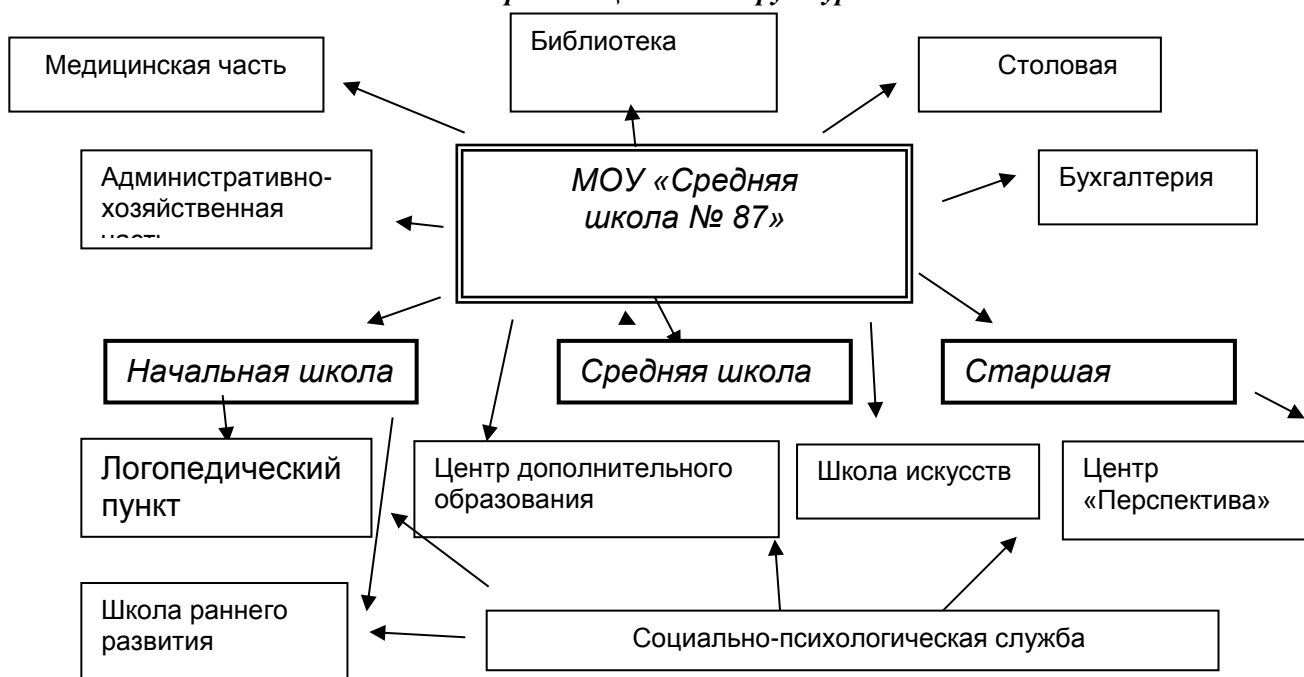 Библиотека
Медицинская часть
Столовая
Административно-
хозяйственная
часть
МОУ «Средняя
школа № 87»
Бухгалтерия
Начальная школа
Средняя школа
Старшая
Логопедический
пункт
Центр дополнительного
образования
Школа искусств
Центр
«Перспектива»
Школа раннего
развития
Социально-психологическая служба